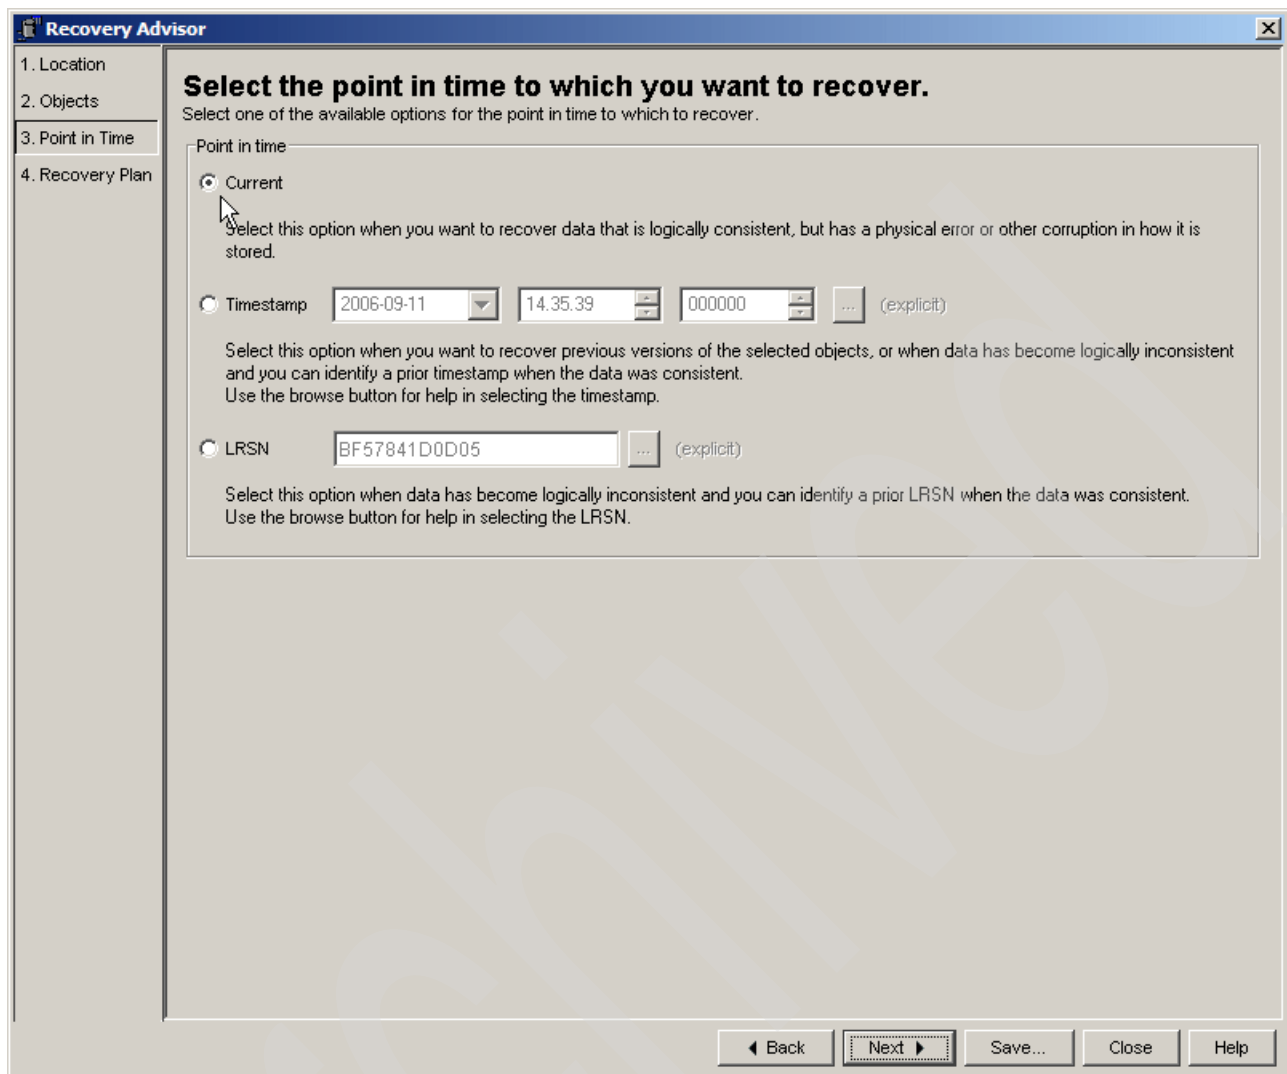 Recovery Advisor
1. Location
2. Objects
3. Point in Time
4. Recovery Plan
Select the point in time to which you want to recover.
Select one of the available options for the point in time to which to recover.
Point in time
Current
Select this option when you want to recover data that is logically consistent, but has a physical error or other corruption in how it is
stored.
Timestamp 2006-09-11 14.35.39 000000 ... (explicit)
Select this option when you want to recover previous versions of the selected objects, or when data has become logically inconsistent
and you can identify a prior timestamp when the data was consistent.
Use the browse button for help in selecting the timestamp.
LRSN BF57841D0D05 ... (explicit)
Select this option when data has become logically inconsistent and you can identify a prior LRSN when the data was consistent.
Use the browse button for help in selecting the LRSN.
Back Next Save... Close Help